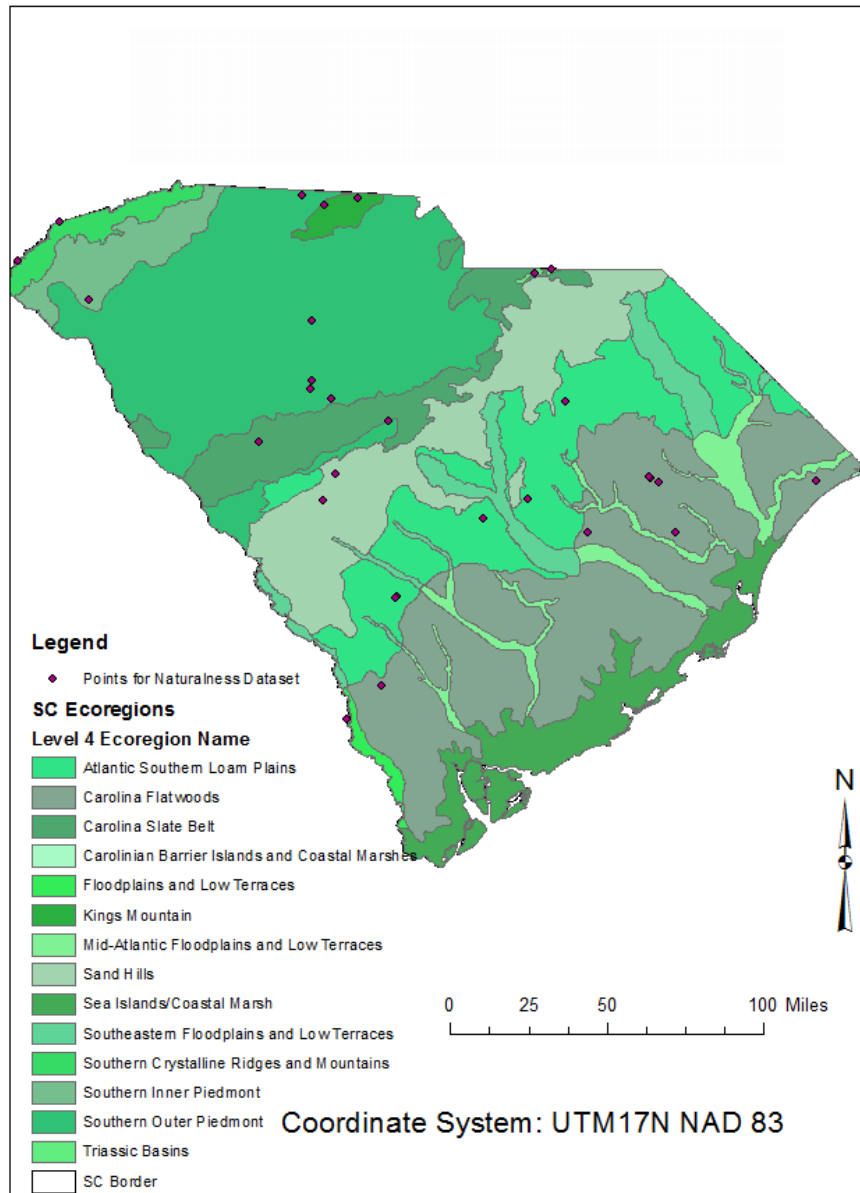 Legend
Points for Naturalness Dataset
SC Ecoregions
Level 4 Ecoregion Name
Atlantic Southern Loam Plains
Carolina Flatwoods
Carolina Slate Belt
Carolinian Barrier Islands and Coastal Marshes
Floodplains and Low Terraces
Kings Mountain
Mid-Atlantic Floodplains and Low Terraces
Sand Hills
Sea Islands/Coastal Marsh
Southeastern Floodplains and Low Terraces
Southern Crystalline Ridges and Mountains
Southern Inner Piedmont
Southern Outer Piedmont
Triassic Basins
SC Border
N
0 25 50 100 Miles
Coordinate System: UTM17N NAD 83